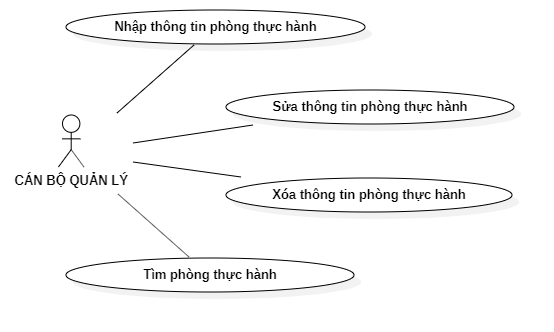 Nhập thông tin phòng thực hành
Sửa thông tin phòng thực hành
CÁN BỘ QUẢN LÝ
Xóa thông tin phòng thực hành
Tìm phòng thực hành